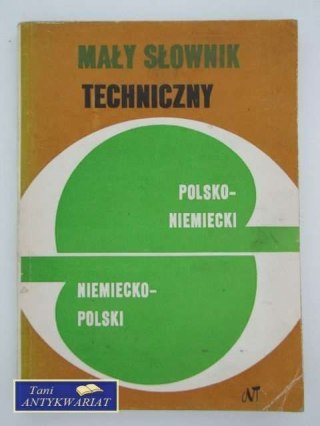 MAŁY SŁOWNIK
TECHNICZNY
POLSKO-
NIEMIECKI
NIEMIECKO-
POLSKI
WNT
Tani
ANTYKWARIAT